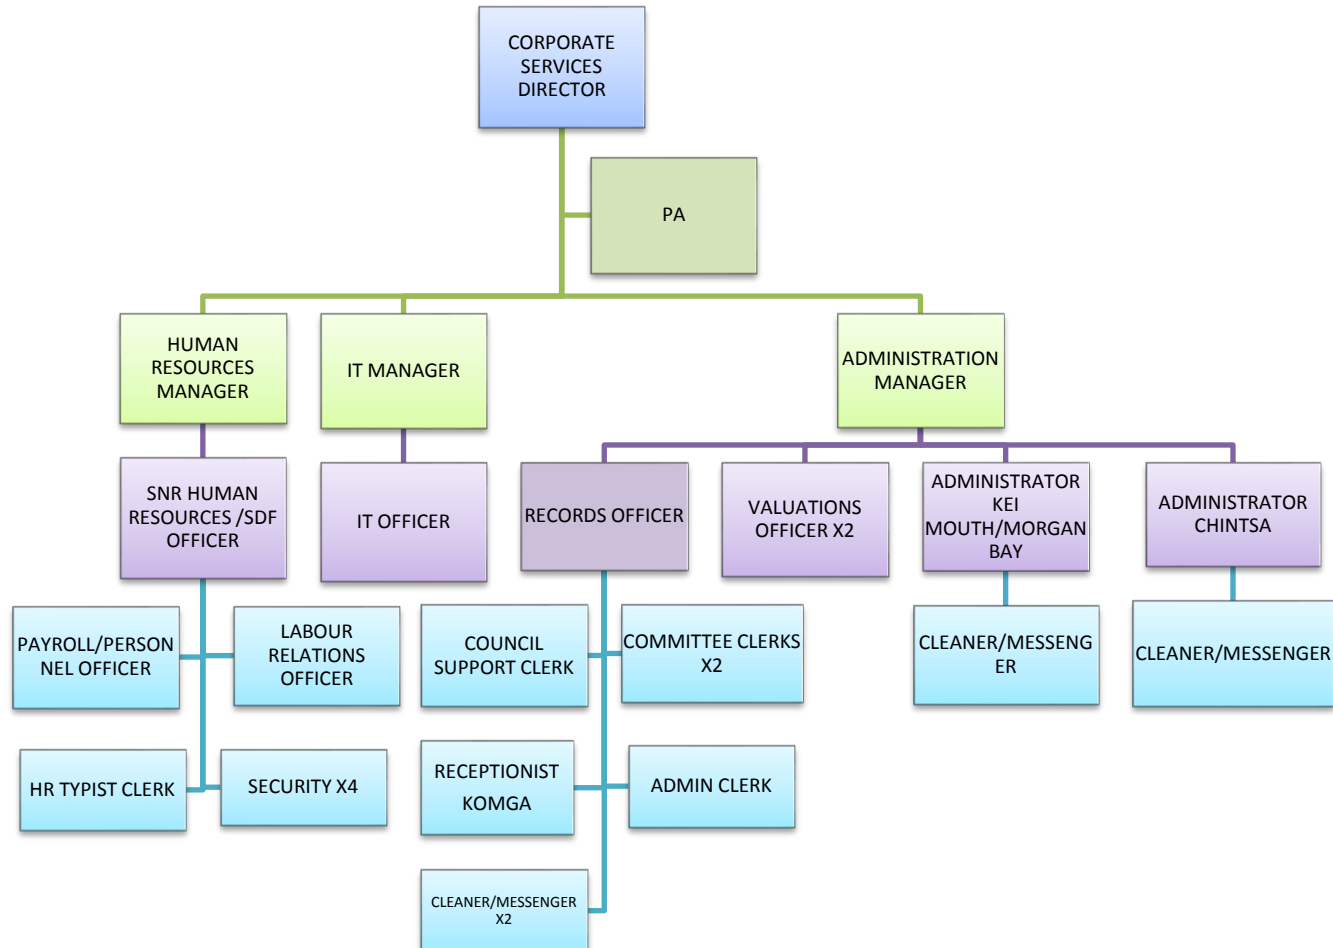 CORPORATE
SERVICES
DIRECTOR
PA
HUMAN
RESOURCES
MANAGER
IT MANAGER
ADMINISTRATION
MANAGER
SNR HUMAN
RESOURCES /SDF
OFFICER
IT OFFICER
RECORDS OFFICER
VALUATIONS
OFFICER X2
ADMINISTRATOR
KEI
MOUTH/MORGAN
BAY
ADMINISTRATOR
CHINTSA
PAYROLL/PERSON
NEL OFFICER
LABOUR
RELATIONS
OFFICER
COUNCIL
SUPPORT CLERK
COMMITTEE CLERKS
X2
CLEANER/MESSENG
ER
CLEANER/MESSENGER
HR TYPIST CLERK
SECURITY X4
RECEPTIONIST
KOMGA
ADMIN CLERK
CLEANER/MESSENGER
X2